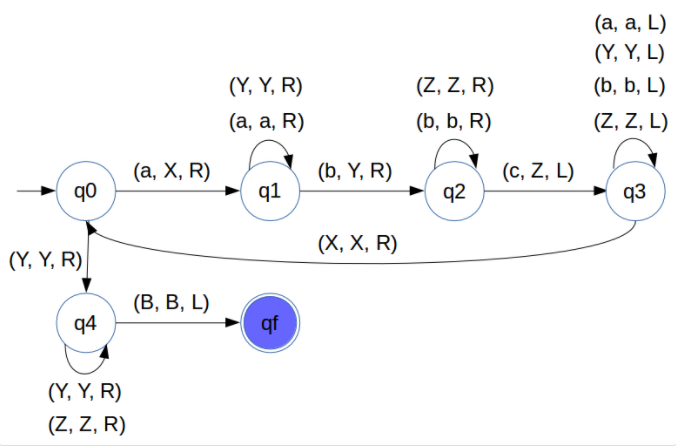 (a, a, L)
(Y, Y, L)
(Y, Y, R)
(Z, Z, R)
(b, b, L)
(a, a, R)
(b, b, R)
(Z, Z, L)
q0
(a, X, R)
q1
(b, Y, R)
q2
(c, Z, L)
q3
(X, X, R)
(Y, Y, R)
q4
(B, B, L)
qf
(Y, Y, R)
(Z, Z, R)